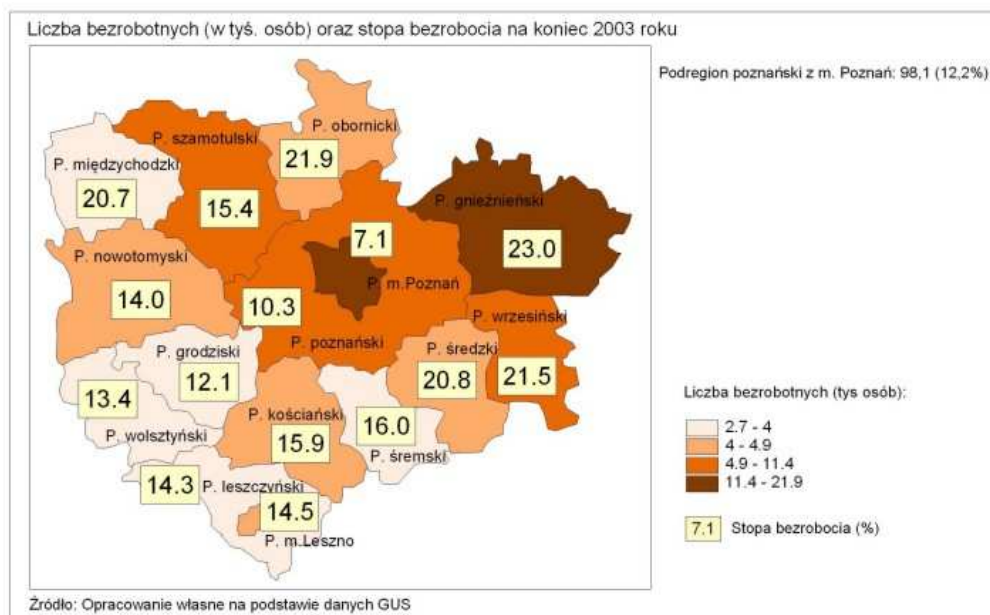 Liczba bezrobotnych (w tyś. osób) oraz stopa bezrobocia na koniec 2003 roku
Podregion poznański z m. Poznań: 98,1 (12,2%)
P. obornicki
21.9
P. szamotulski
15.4
P. międzychodzki
20.7
P. gnieźnieński
23.0
7.1
P. m.Poznań
P. nowotomyski
14.0
10.3
P. poznański
P. wrzesiński
21.5
P. średzki
20.8
P. grodziski
12.1
13.4
P. wolsztyński
P. kościański
15.9
16.0
P. śremski
14.3
P. leszczyński
14.5
P. m.Leszno
Liczba bezrobotnych (tys osób):
2.7 - 4
4 - 4.9
4.9 - 11.4
11.4 - 21.9
7.1 Stopa bezrobocia (%)
Źródło: Opracowanie własne na podstawie danych GUS